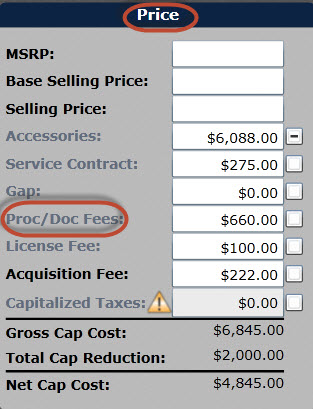 Price
MSRP:
Base Selling Price:
Selling Price:
Accessories: $6,088.00
Service Contract: $275.00
Gap: $0.00
Proc/Doc Fees: $660.00
License Fee: $100.00
Acquisition Fee: $222.00
Capitalized Taxes: $0.00
Gross Cap Cost: $6,845.00
Total Cap Reduction: $2,000.00
Net Cap Cost: $4,845.00